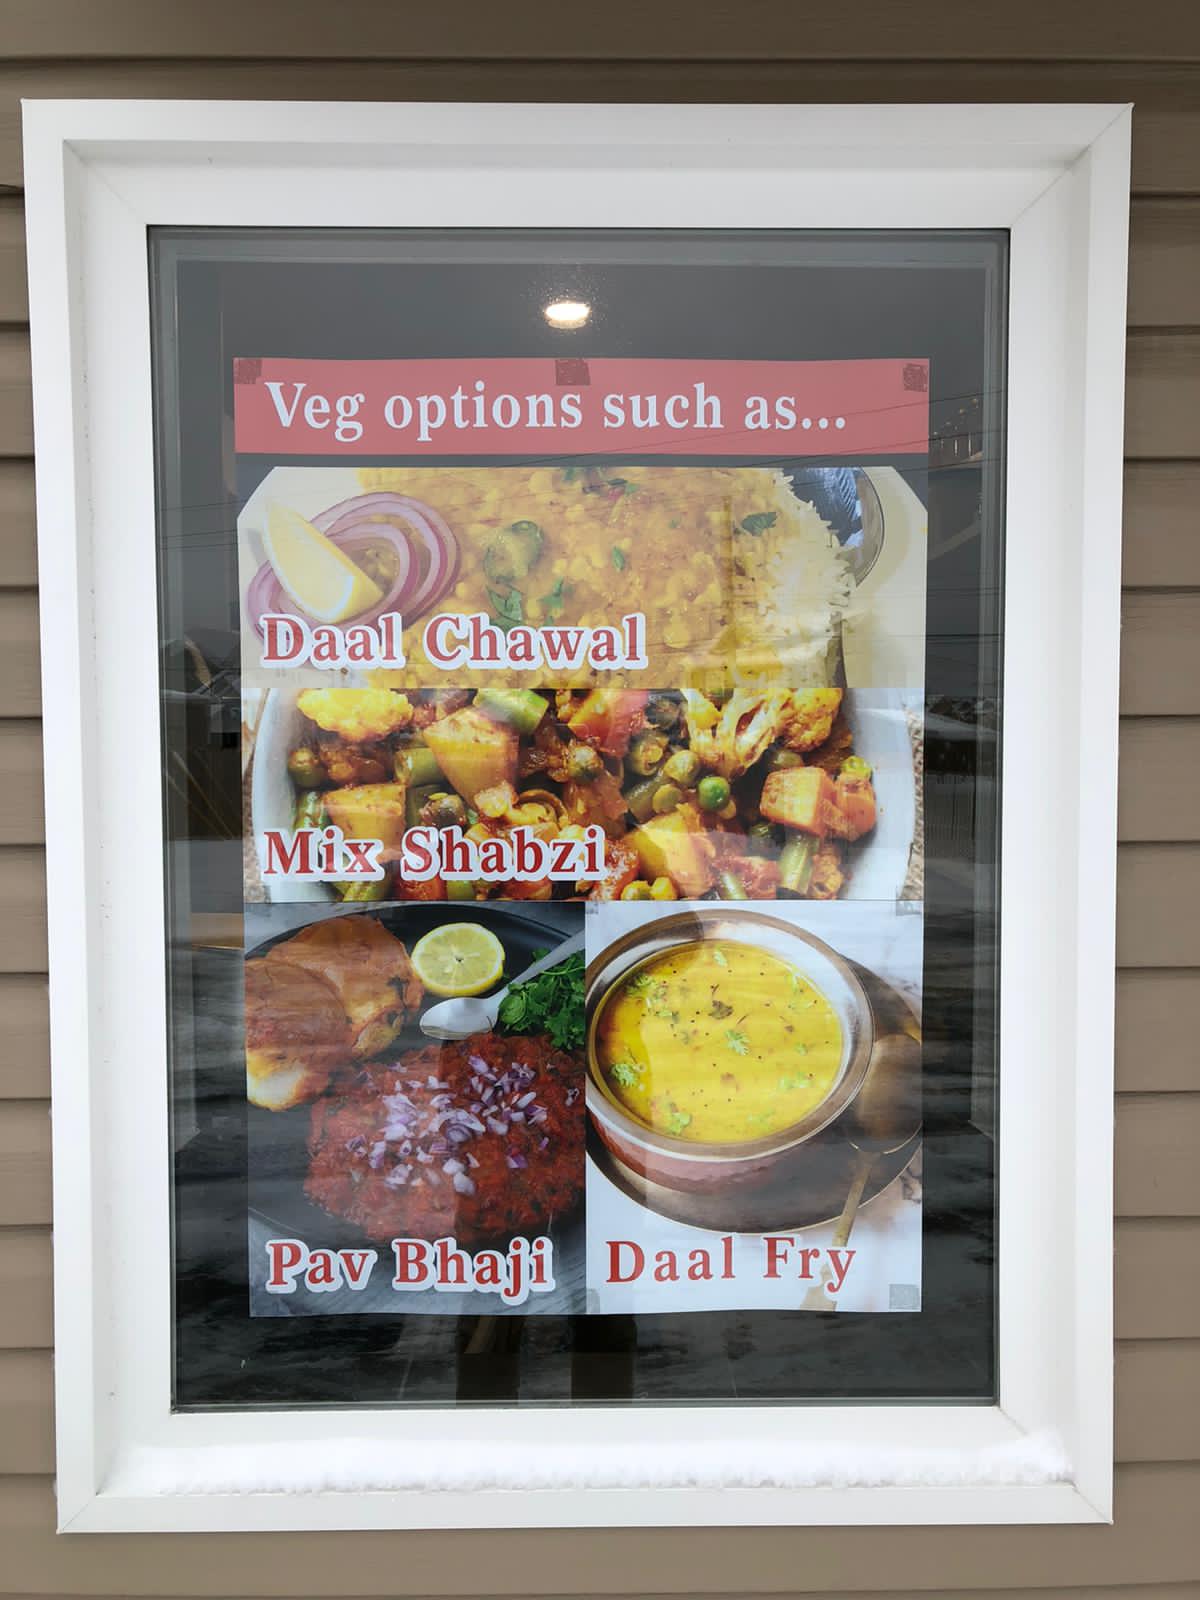 Veg options such as...
Daal Chawal
Mix Shabzi
Pav Bhaji
Daal Fry